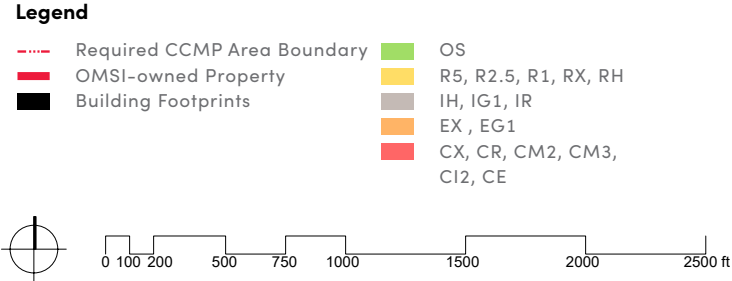 Legend
Required CCMP Area Boundary
OMSI-owned Property
Building Footprints
OS
R5, R2.5, R1, RX, RH
IH, IG1, IR
EX , EG1
CX, CR, CM2, CM3,
CI2, CE
0 100 200 500 750 1000 1500 2000 2500 ft